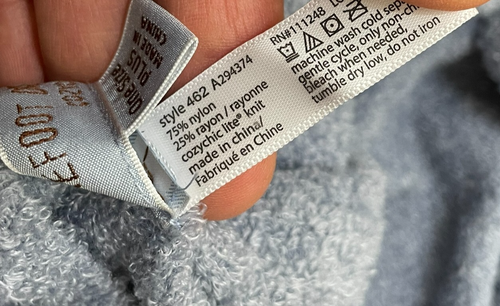 style 462 A294374
75% nylon
25% rayon / rayonne
cozychic lite® knit
made in china/
Fabriqué en Chine
RN#111248
machine wash cold
gentle cycle, only non-
bleach when needed,
tumble dry low, do not iron
EFOOT
ONE SIZE
PLUS
MADE IN
CHINA